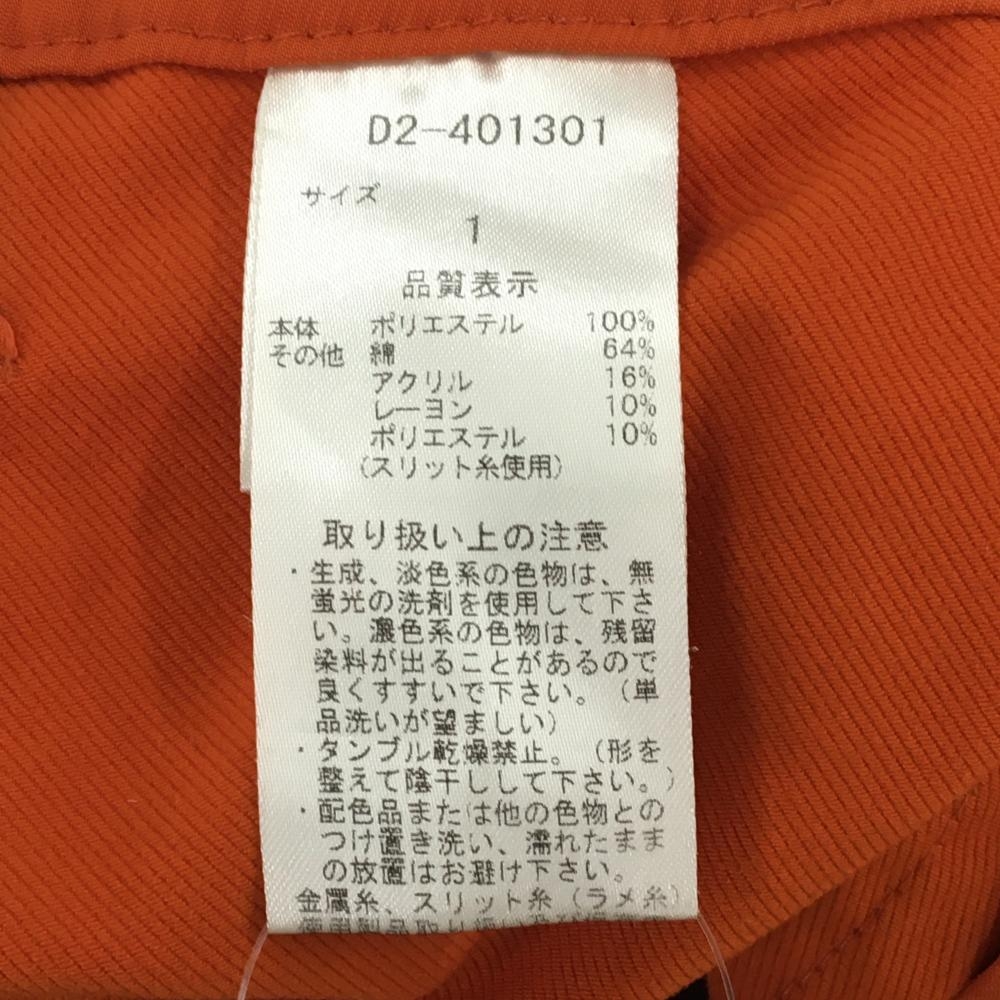 D2-401301
サイズ
1
品質表示
本体 ポリエステル 100%
その他 綿 64%
アクリル 16%
レーヨン 10%
ポリエステル 10%
(スリット糸使用)
取り扱い上の注意
・生成、淡色系の色物は、無
蛍光の洗剤を使用して下さ
い。濃色系の色物は、残留
染料が出ることがあるので
良くすすいで下さい。(単
品洗いが望ましい)
・タンブル乾燥禁止。(形を
整えて陰干しして下さい。)
・配色品または他の色物との
つけ置き洗い、濡れたまま
の放置はお避け下さい。
金属糸、スリット糸(ラメ糸)
使用製品取り